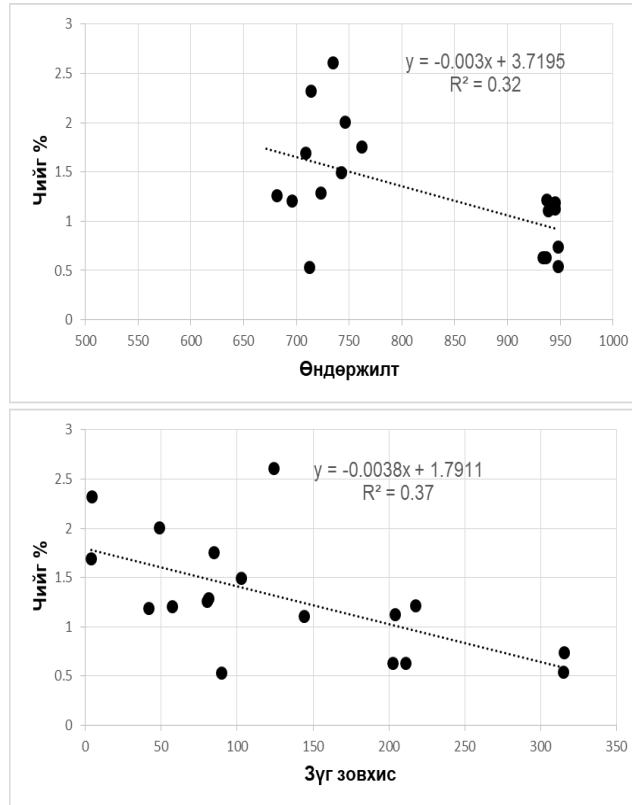 3
y = -0.003x + 3.7195
R² = 0.32
2.5
2
Чийг %
1.5
1
0.5
0
500 550 600 650 700 750 800 850 900 950 1000
Өндөржилт
3
y = -0.0038x + 1.7911
R² = 0.37
2.5
2
Чийг %
1.5
1
0.5
0
0 50 100 150 200 250 300 350
Зүг зовхис